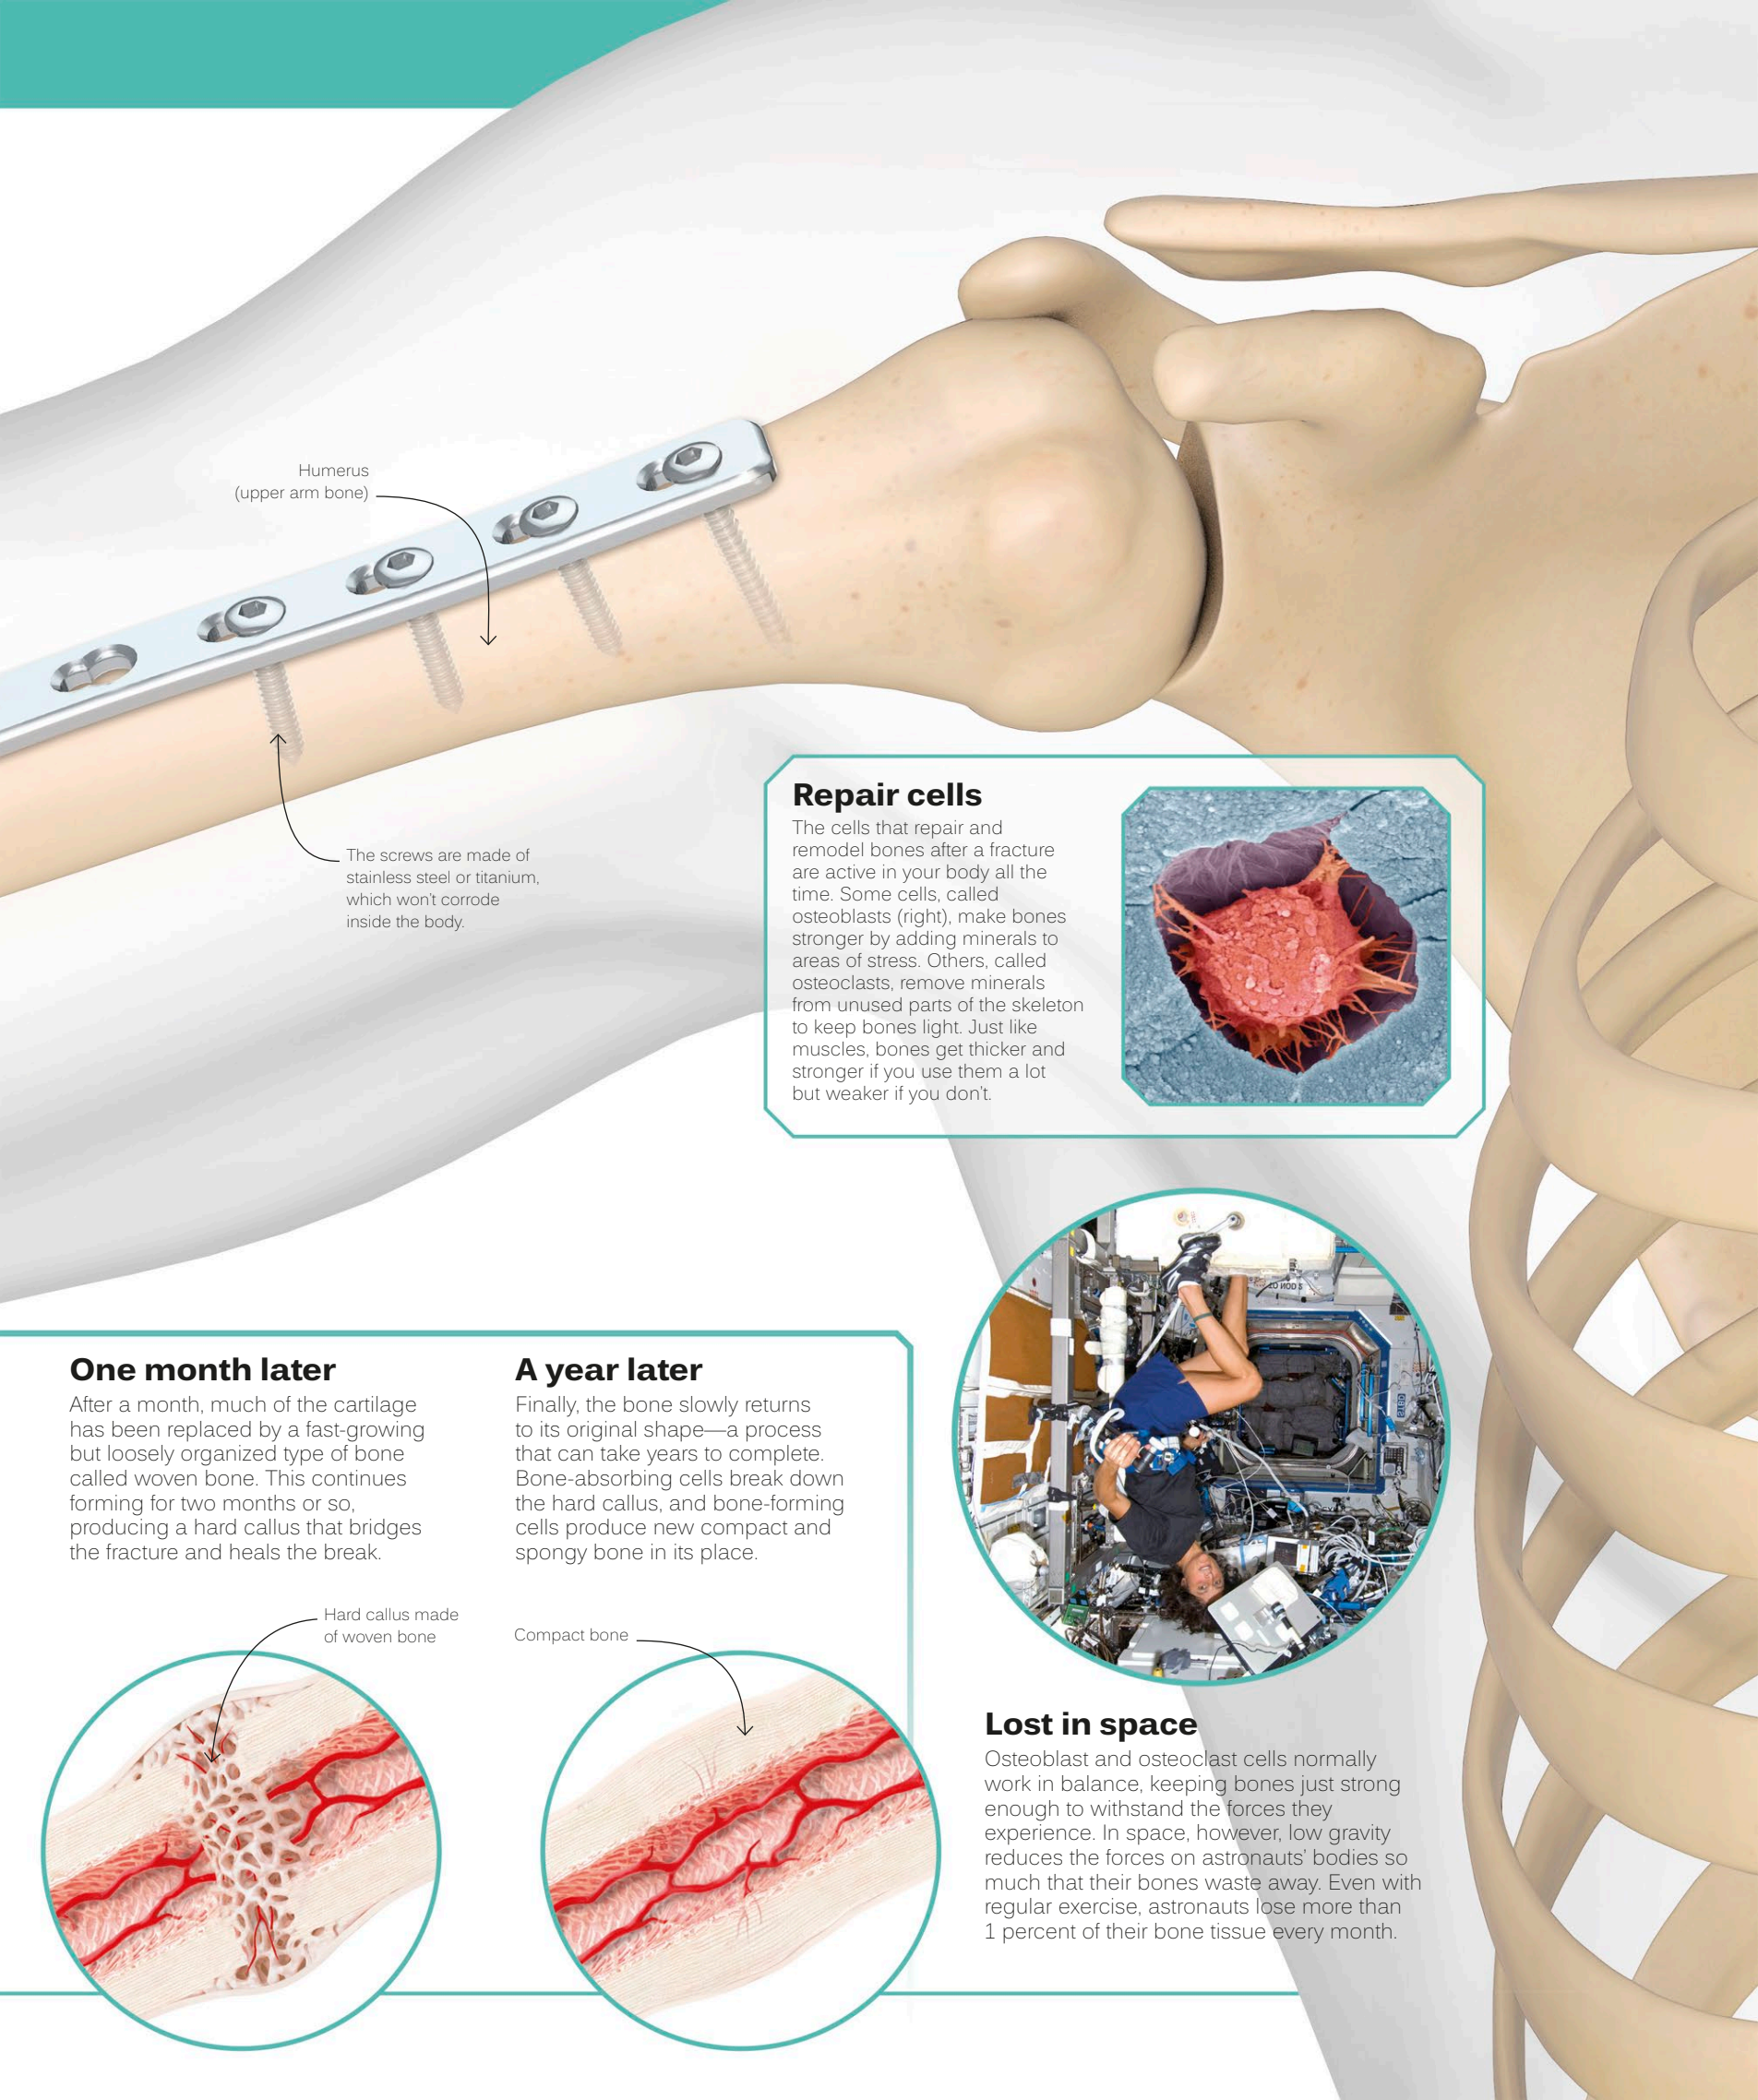 Humerus
(upper arm bone)
The screws are made of
stainless steel or titanium,
which won't corrode
inside the body.
Repair cells
The cells that repair and
remodel bones after a fracture
are active in your body all the
time. Some cells, called
osteoblasts (right), make bones
stronger by adding minerals to
areas of stress. Others, called
osteoclasts, remove minerals
from unused parts of the skeleton
to keep bones light. Just like
muscles, bones get thicker and
stronger if you use them a lot
but weaker if you don't.
One month later
After a month, much of the cartilage
has been replaced by a fast-growing
but loosely organized type of bone
called woven bone. This continues
forming for two months or so,
producing a hard callus that bridges
the fracture and heals the break.
Hard callus made
of woven bone
A year later
Finally, the bone slowly returns
to its original shape—a process
that can take years to complete.
Bone-absorbing cells break down
the hard callus, and bone-forming
cells produce new compact and
spongy bone in its place.
Compact bone
Lost in space
Osteoblast and osteoclast cells normally
work in balance, keeping bones just strong
enough to withstand the forces they
experience. In space, however, low gravity
reduces the forces on astronauts' bodies so
much that their bones waste away. Even with
regular exercise, astronauts lose more than
1 percent of their bone tissue every month.